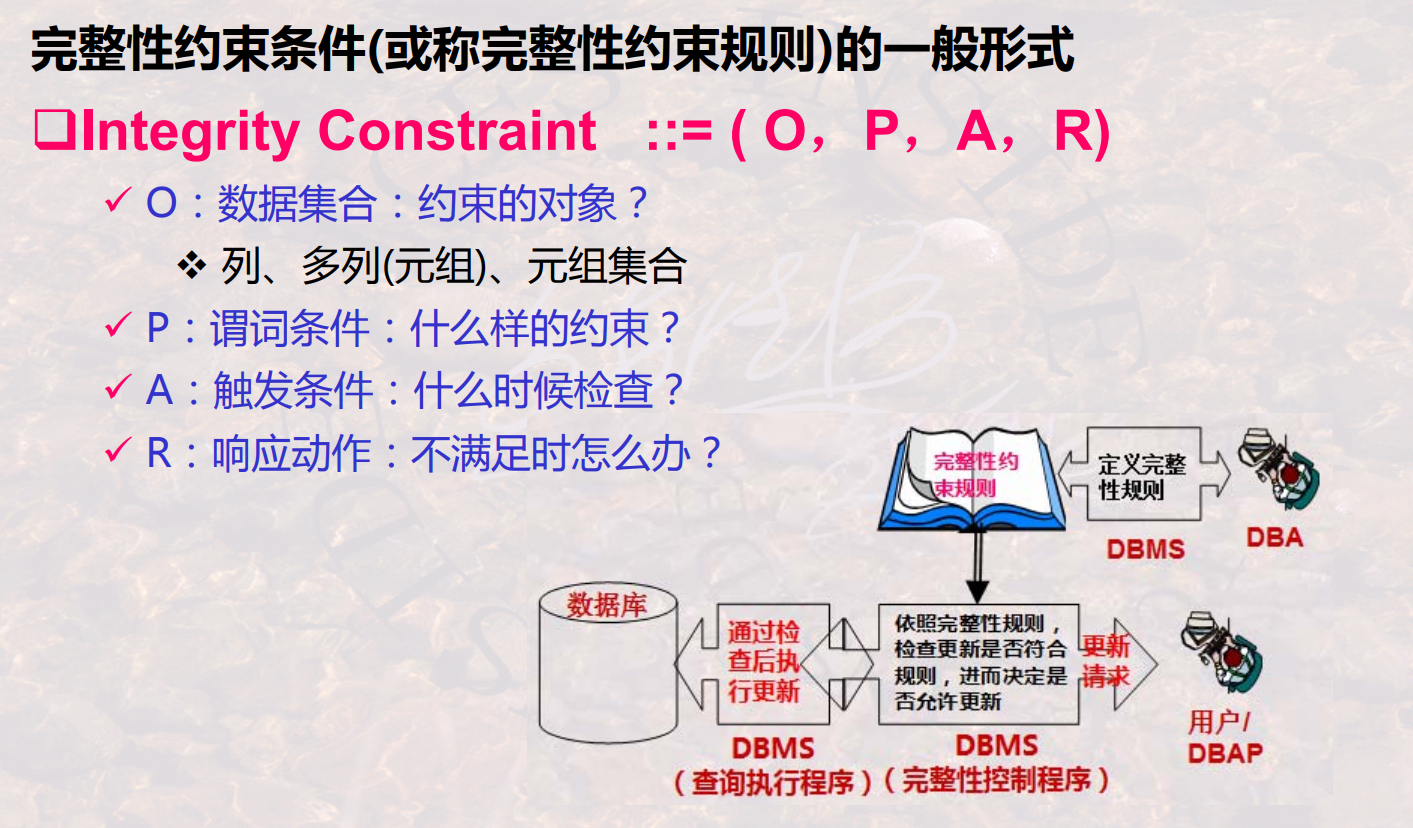 完整性约束条件(或称完整性约束规则)的一般形式
Integrity Constraint ::= ( O，P，A，R)
O：数据集合：约束的对象？
列、多列(元组)、元组集合
P：谓词条件：什么样的约束？
A：触发条件：什么时候检查？
R：响应动作：不满足时怎么办？
完整性约
束规则
定义完整
性规则
DBMS
DBA
数据库
通过检
查后执
行更新
DBMS
（查询执行程序）
依照完整性规则，
检查更新是否符合
规则，进而决定是
否允许更新
DBMS
（完整性控制程序）
更新
请求
用户/
DBAP